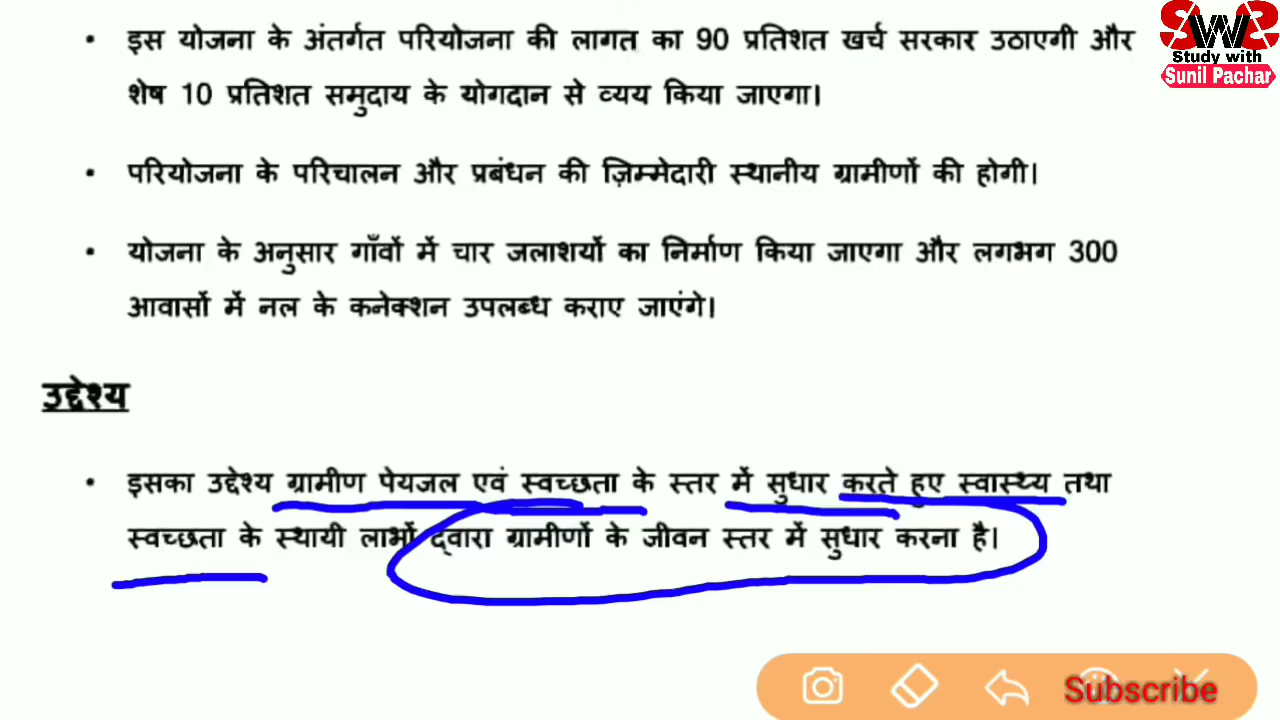 SWS
Study with
Sunil Pachar
• इस योजना के अंतर्गत परियोजना की लागत का 90 प्रतिशत खर्च सरकार उठाएगी और
शेष 10 प्रतिशत समुदाय के योगदान से व्यय किया जाएगा।
• परियोजना के परिचालन और प्रबंधन की ज़िम्मेदारी स्थानीय ग्रामीणों की होगी।
• योजना के अनुसार गाँवों में चार जलाशयों का निर्माण किया जाएगा और लगभग 300
आवासों में नल के कनेक्शन उपलब्ध कराए जाएंगे।
उद्देश्य
• इसका उद्देश्य ग्रामीण पेयजल एवं स्वच्छता के स्तर में सुधार करते हुए स्वास्थ्य तथा
स्वच्छता के स्थायी लाभों द्वारा ग्रामीणों के जीवन स्तर में सुधार करना है।
Subscribe